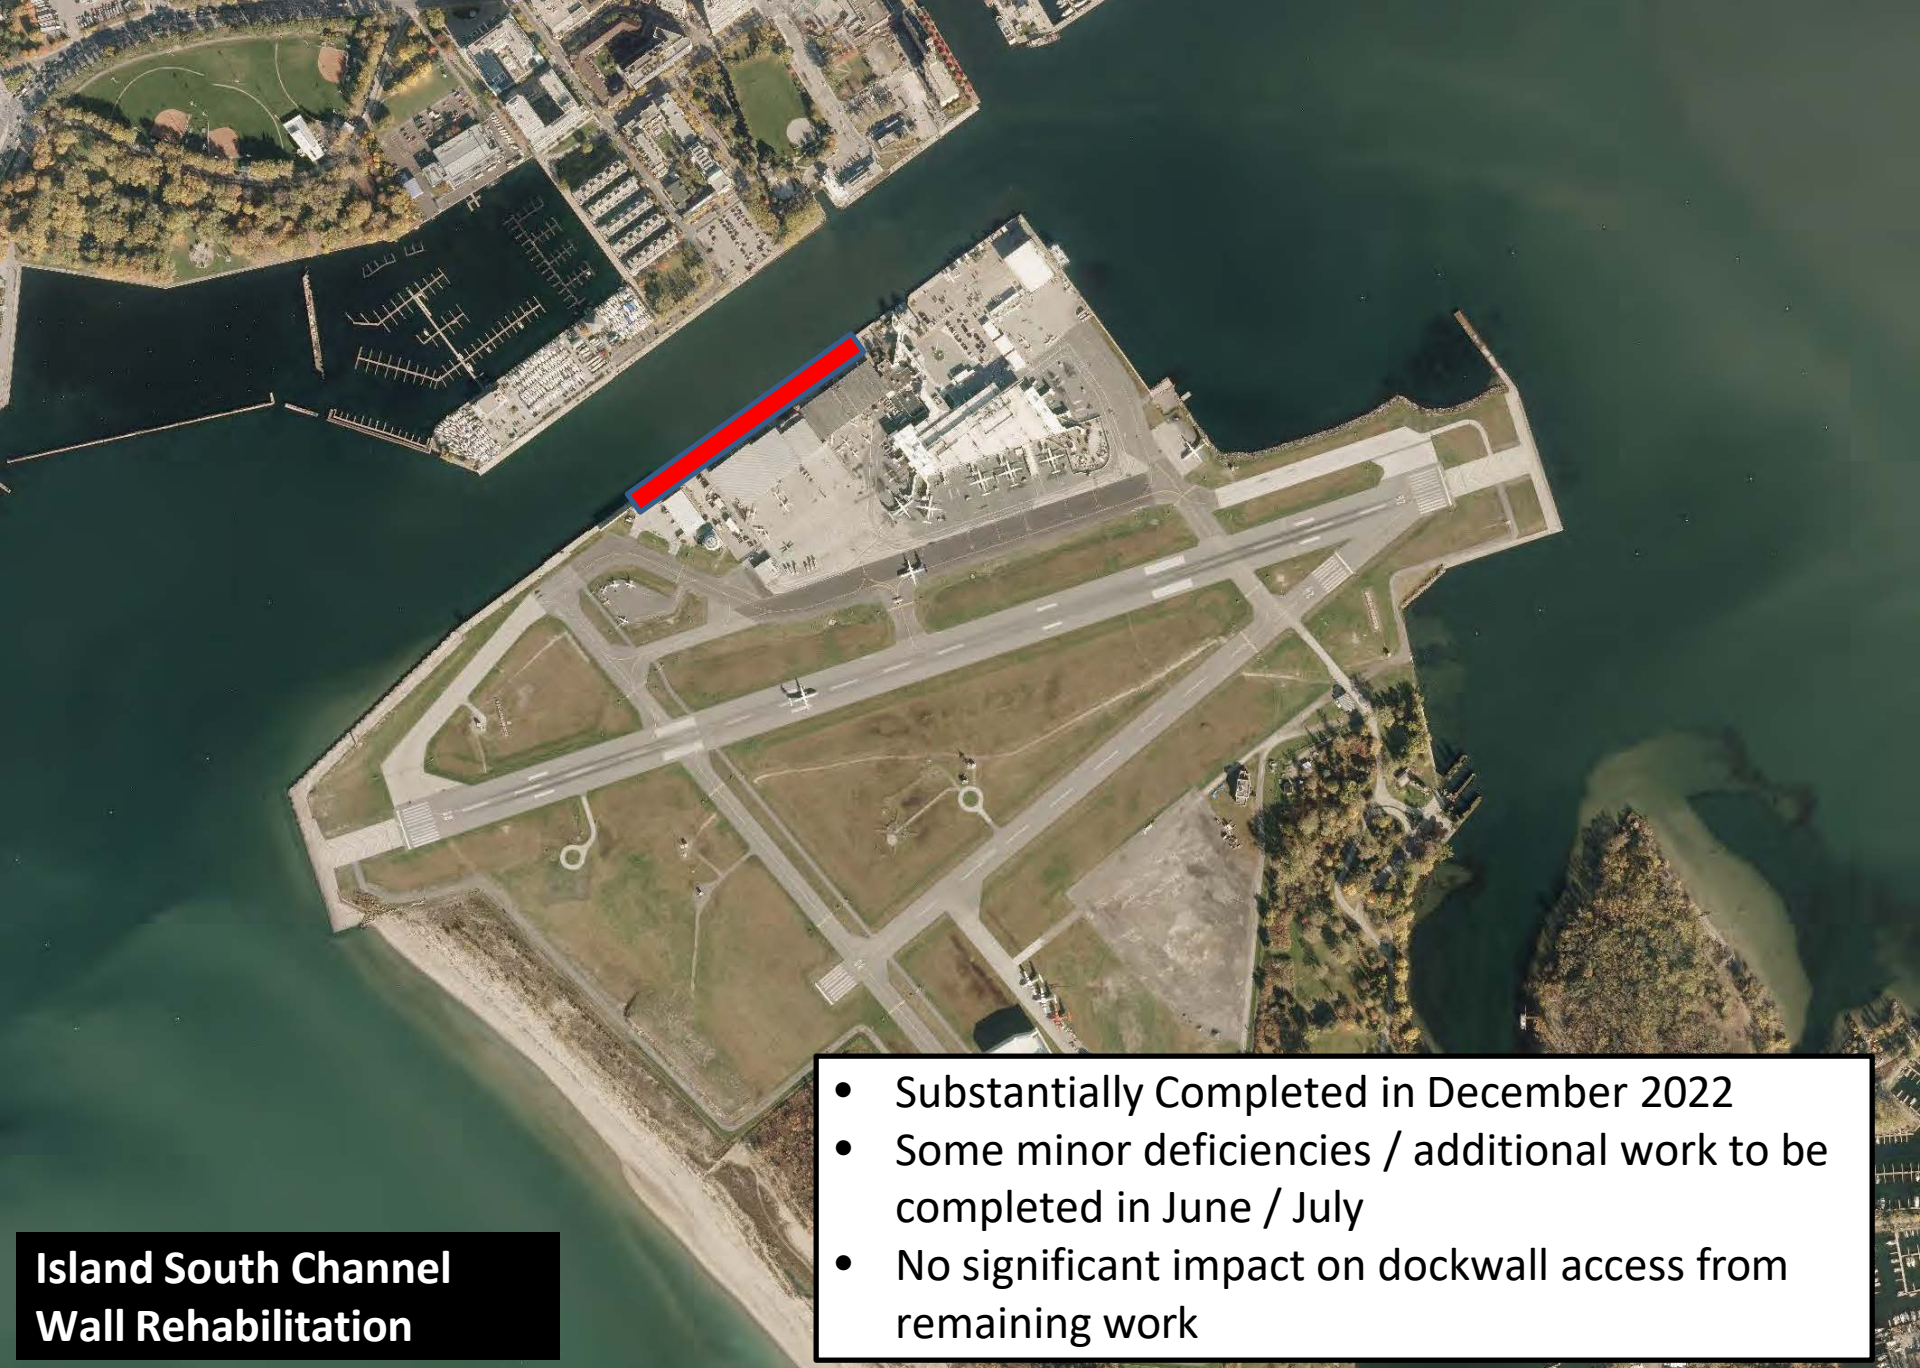 • Substantially Completed in December 2022
• Some minor deficiencies / additional work to be
completed in June / July
• No significant impact on dockwall access from
remaining work
Island South Channel
Wall Rehabilitation